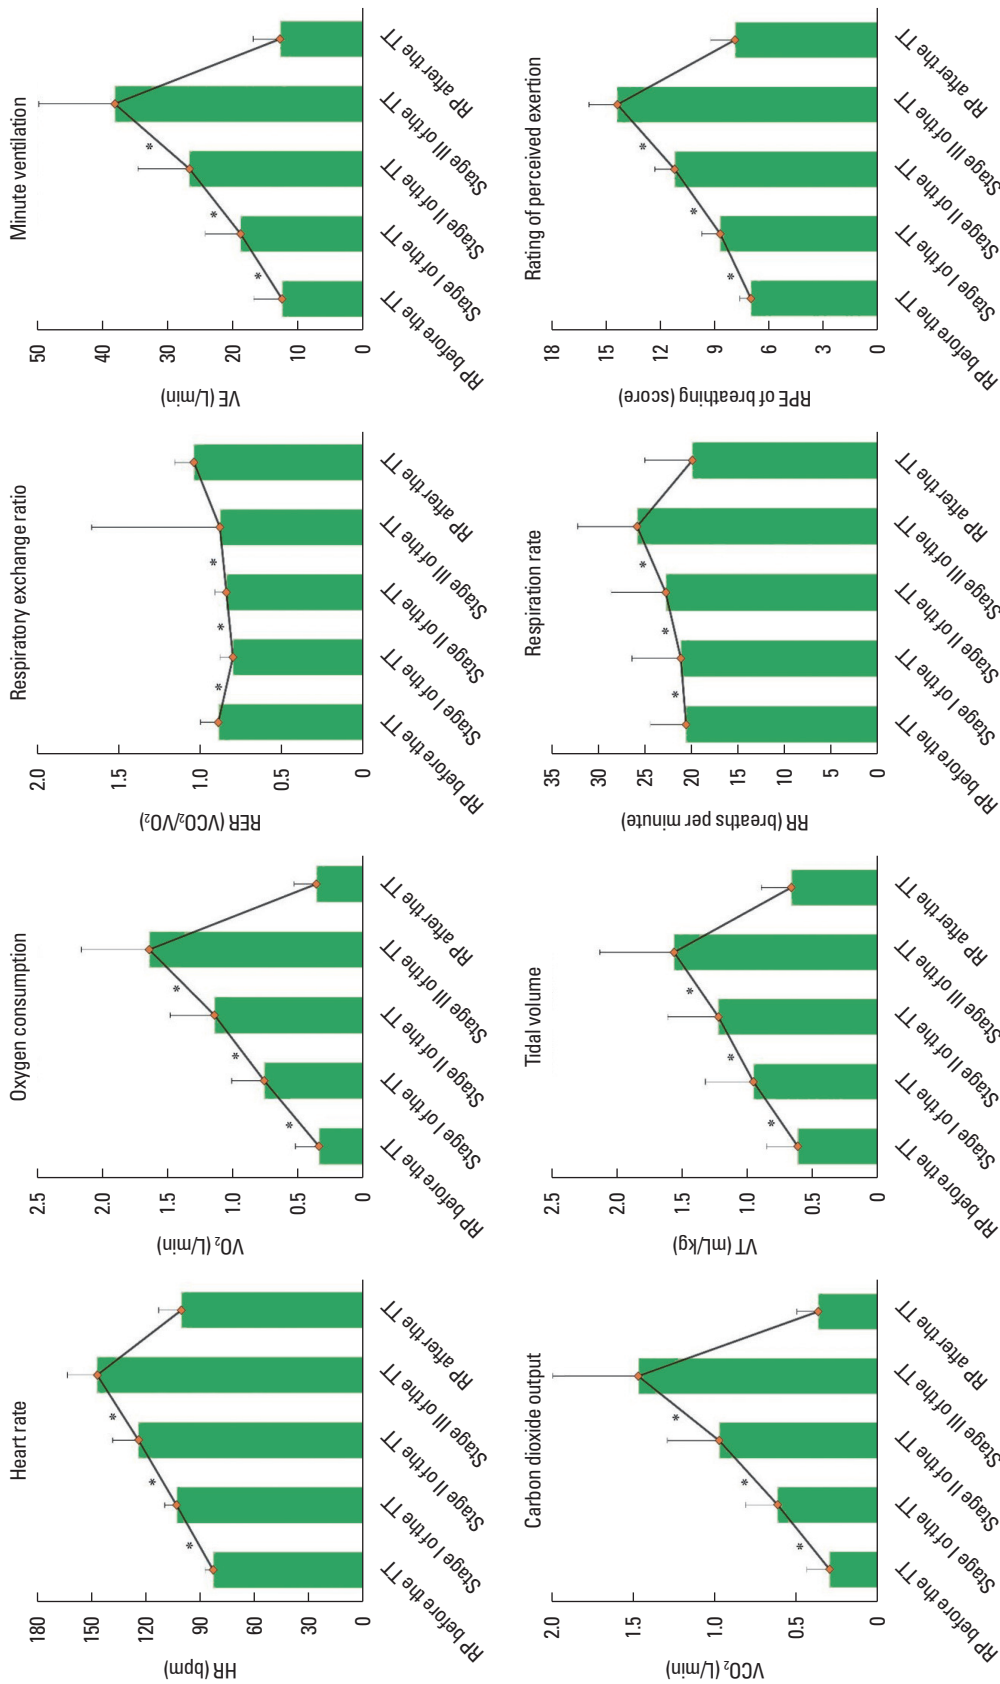 Heart rate
HR (bpm)
180
150
120
90
60
30
0
RP before the TT
Stage I of the TT
Stage II of the TT
Stage III of the TT
RP after the TT
*
*
*
Oxygen consumption
VO₂ (L/min)
2.5
2.0
1.5
1.0
0.5
0
RP before the TT
Stage I of the TT
Stage II of the TT
Stage III of the TT
RP after the TT
*
*
*
Respiratory exchange ratio
RER (VCO₂/VO₂)
2.0
1.5
1.0
0.5
0
RP before the TT
Stage I of the TT
Stage II of the TT
Stage III of the TT
RP after the TT
*
*
*
Minute ventilation
VE (L/min)
50
40
30
20
10
0
RP before the TT
Stage I of the TT
Stage II of the TT
Stage III of the TT
RP after the TT
*
*
*
Carbon dioxide output
VCO₂ (L/min)
2.0
1.5
1.0
0.5
0
RP before the TT
Stage I of the TT
Stage II of the TT
Stage III of the TT
RP after the TT
*
*
*
Tidal volume
VT (mL/kg)
2.5
2.0
1.5
1.0
0.5
0
RP before the TT
Stage I of the TT
Stage II of the TT
Stage III of the TT
RP after the TT
*
*
*
Respiration rate
RR (breaths per minute)
35
30
25
20
15
10
5
0
RP before the TT
Stage I of the TT
Stage II of the TT
Stage III of the TT
RP after the TT
*
*
*
Rating of perceived exertion
RPE of breathing (score)
18
15
12
9
6
3
0
RP before the TT
Stage I of the TT
Stage II of the TT
Stage III of the TT
RP after the TT
*
*
*